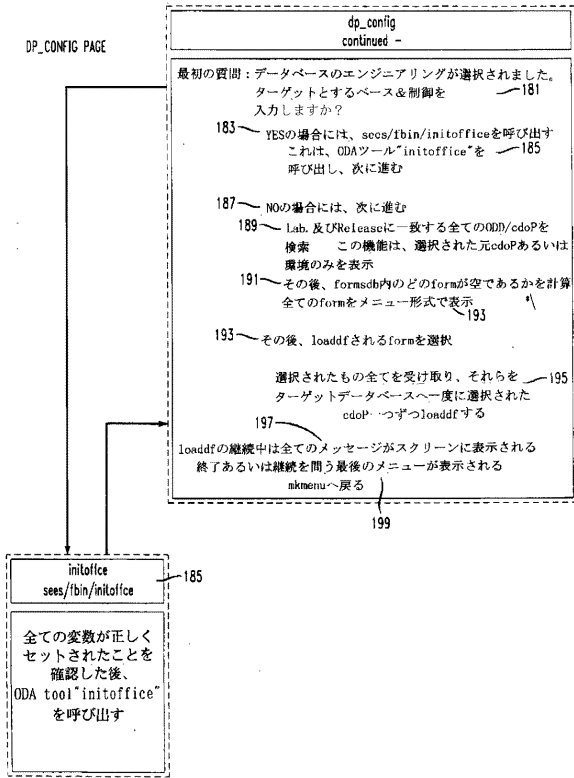 DP_CONFIG PAGE
dp_config
continued -
最初の質問：データベースのエンジニアリングが選択されました。
ターゲットとするベース＆制御を
入力しますか？
181
183
YESの場合には、sees/fbin/initofficeを呼び出す
これは、ODAツール"initoffice"を
185
呼び出し、次に進む
187
NOの場合には、次に進む
189
Lab.及びReleaseに一致する全てのODD/cdoPを
検索 この機能は、選択された元cdoPあるいは
環境のみを表示
191
その後、formsdb内のどのformが空であるかを計算
全てのformをメニュー形式で表示
193
193
その後、loaddfされるformを選択
選択されたもの全てを受け取り、それらを
195
ターゲットデータベースへ一度に選択された
cdoP一つずつloaddfする
197
loaddfの継続中は全てのメッセージがスクリーンに表示される
終了あるいは継続を問う最後のメニューが表示される
mkmenuへ戻る
199
initoffce
sees/fbin/initoffce
185
全ての変数が正しく
セットされたことを
確認した後、
ODA tool"initoffice"
を呼び出す